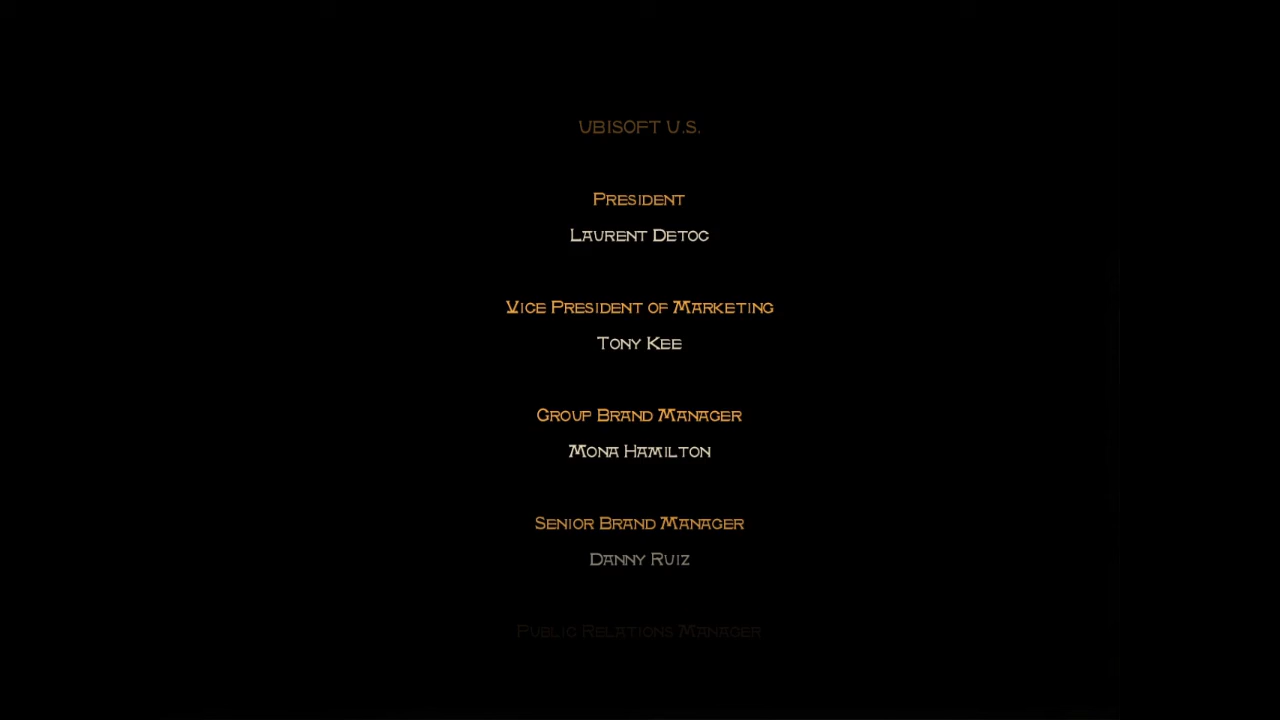 UBISOFT U.S.
PRESIDENT
LAURENT DETOC
VICE PRESIDENT OF MARKETING
TONY KEE
GROUP BRAND MANAGER
MONA HAMILTON
SENIOR BRAND MANAGER
DANNY RUIZ
PUBLIC RELATIONS MANAGER